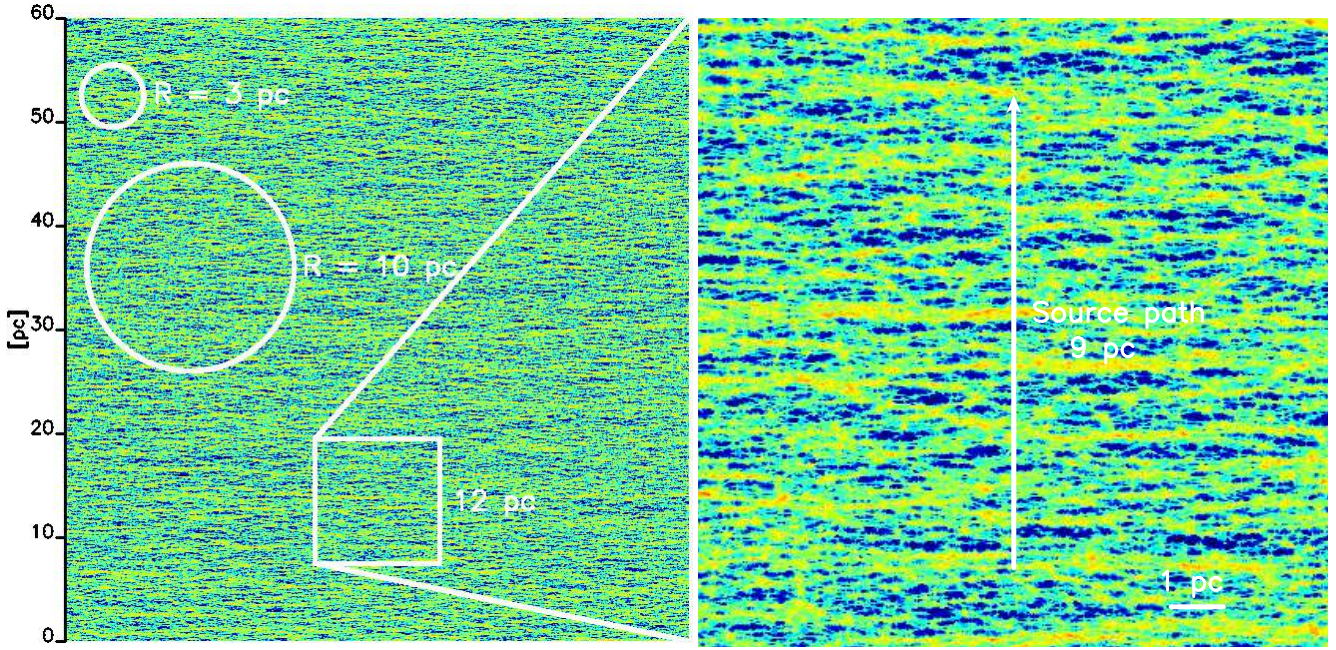 60
50
40
30
20
10
0
[pc]
R = 3 pc
R = 10 pc
12 pc
Source path
9 pc
1 pc